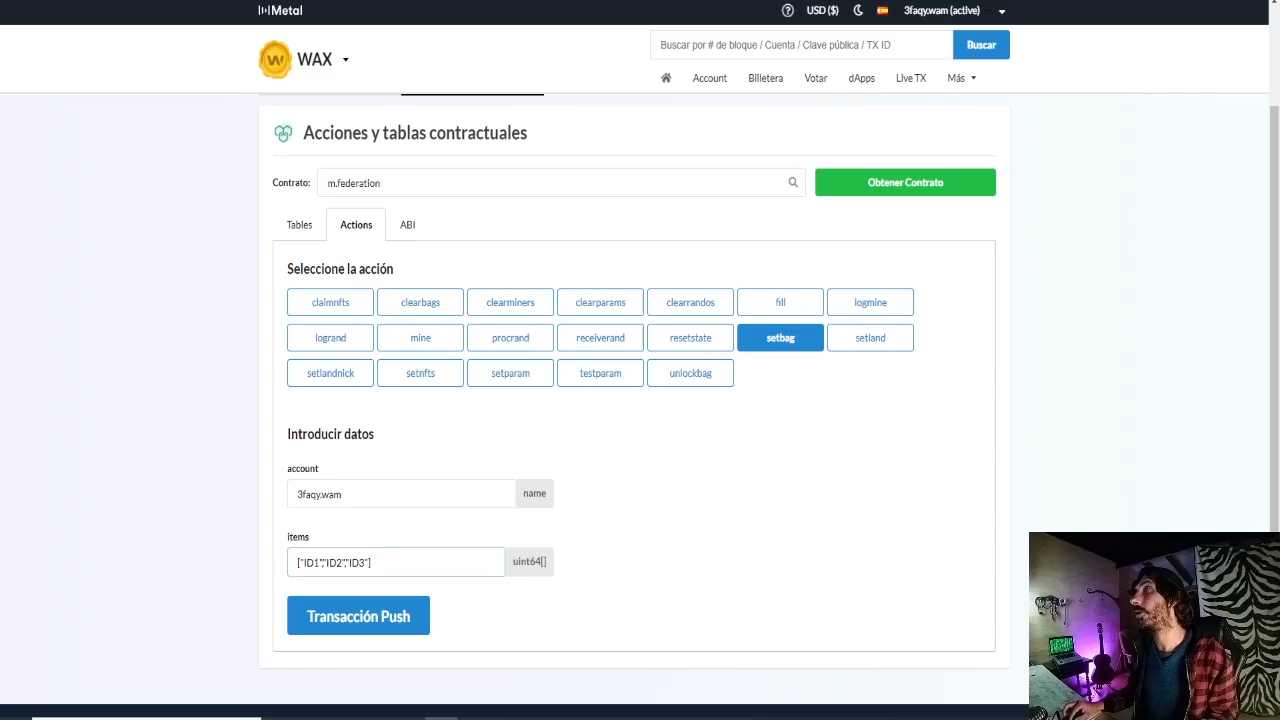 Metal
USD ($)
3faqy.wam (active)
W
WAX
Buscar por # de bloque / Cuenta / Clave pública / TX ID
Buscar
Account
Billetera
Votar
dApps
Live TX
Más
Acciones y tablas contractuales
Contrato:
m.federation
Obtener Contrato
Tables
Actions
ABI
Seleccione la acción
claimnfts
clearbags
clearminers
clearparams
clearrandos
fill
logmine
logrand
mine
procrand
receiverand
resetstate
setbag
setland
setlandnick
setnfts
setparam
testparam
unlockbag
Introducir datos
account
3faqy.wam
name
items
["ID1","ID2","ID3"]
uint64[]
Transacción Push